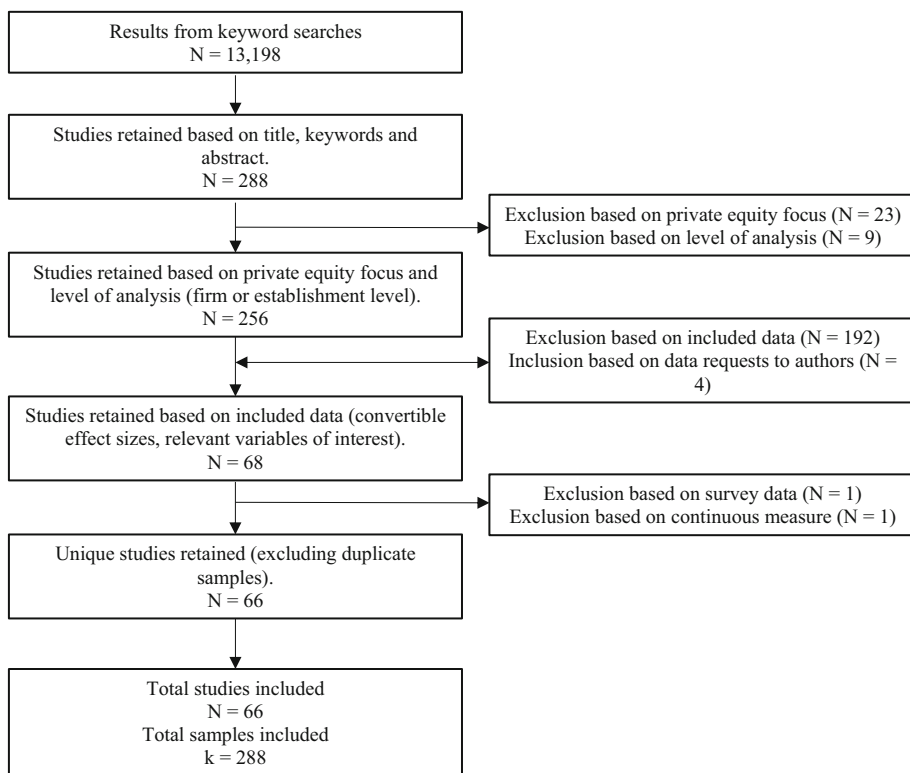 Results from keyword searches
N = 13,198
Studies retained based on title, keywords and
abstract.
N = 288
Exclusion based on private equity focus (N = 23)
Exclusion based on level of analysis (N = 9)
Studies retained based on private equity focus and
level of analysis (firm or establishment level).
N = 256
Exclusion based on included data (N = 192)
Inclusion based on data requests to authors (N =
4)
Studies retained based on included data (convertible
effect sizes, relevant variables of interest).
N = 68
Exclusion based on survey data (N = 1)
Exclusion based on continuous measure (N = 1)
Unique studies retained (excluding duplicate
samples).
N = 66
Total studies included
N = 66
Total samples included
k = 288